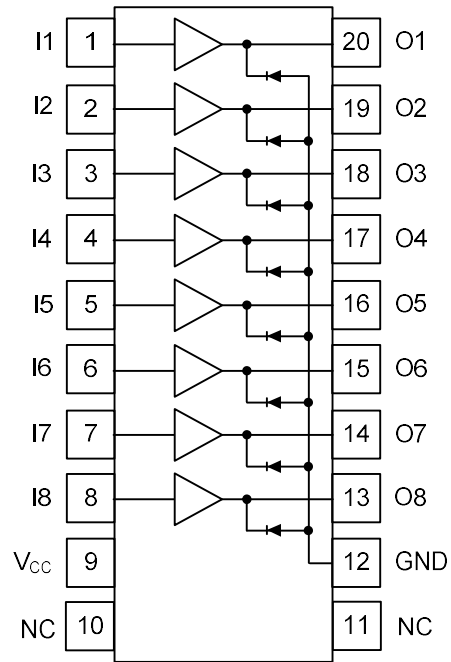 I1 1 20 O1
I2 2 19 O2
I3 3 18 O3
I4 4 17 O4
I5 5 16 O5
I6 6 15 O6
I7 7 14 O7
I8 8 13 O8
VCC 9 12 GND
NC 10 11 NC